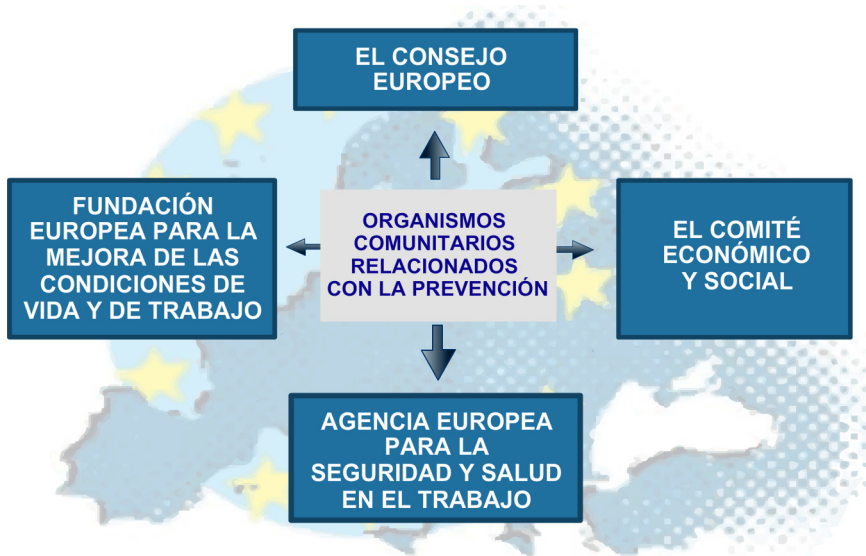 EL CONSEJO
EUROPEO
FUNDACIÓN
EUROPEA PARA LA
MEJORA DE LAS
CONDICIONES DE
VIDA Y DE TRABAJO
ORGANISMOS
COMUNITARIOS
RELACIONADOS
CON LA PREVENCIÓN
EL COMITÉ
ECONÓMICO
Y SOCIAL
AGENCIA EUROPEA
PARA LA
SEGURIDAD Y SALUD
EN EL TRABAJO